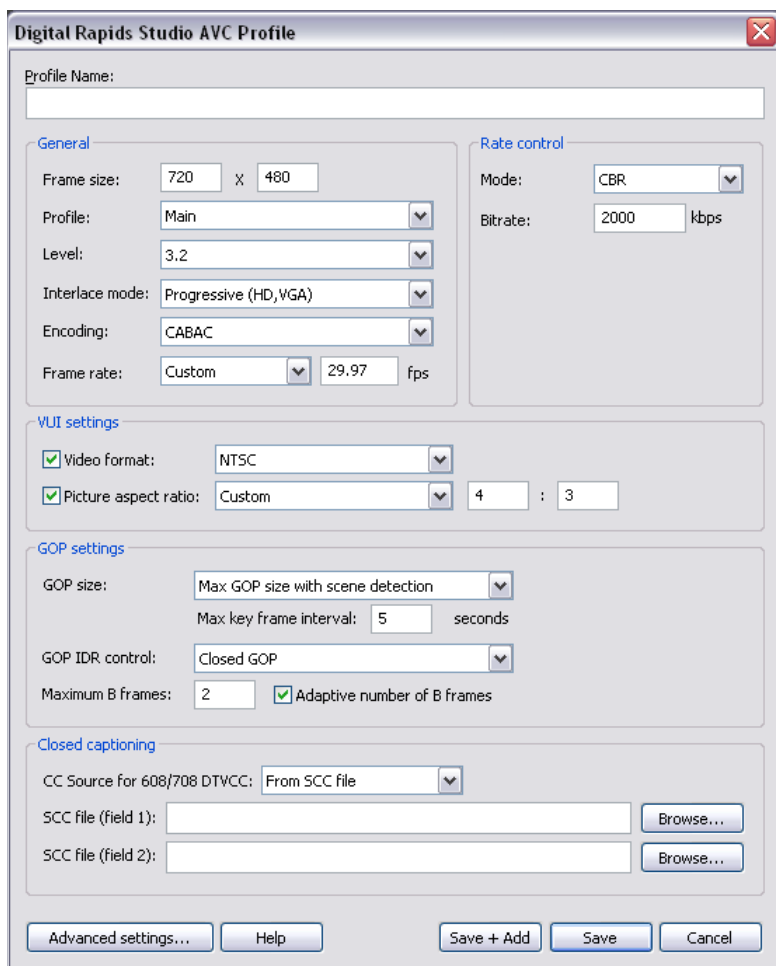 Digital Rapids Studio AVC Profile
Profile Name:
General
Frame size: 720 X 480
Profile: Main
Level: 3.2
Interlace mode: Progressive (HD,VGA)
Encoding: CABAC
Frame rate: Custom 29.97 fps
Rate control
Mode: CBR
Bitrate: 2000 kbps
VUI settings
Video format: NTSC
Picture aspect ratio: Custom 4 : 3
GOP settings
GOP size: Max GOP size with scene detection
Max key frame interval: 5 seconds
GOP IDR control: Closed GOP
Maximum B frames: 2 Adaptive number of B frames
Closed captioning
CC Source for 608/708 DTVCC: From SCC file
SCC file (field 1): Browse...
SCC file (field 2): Browse...
Advanced settings... Help Save + Add Save Cancel